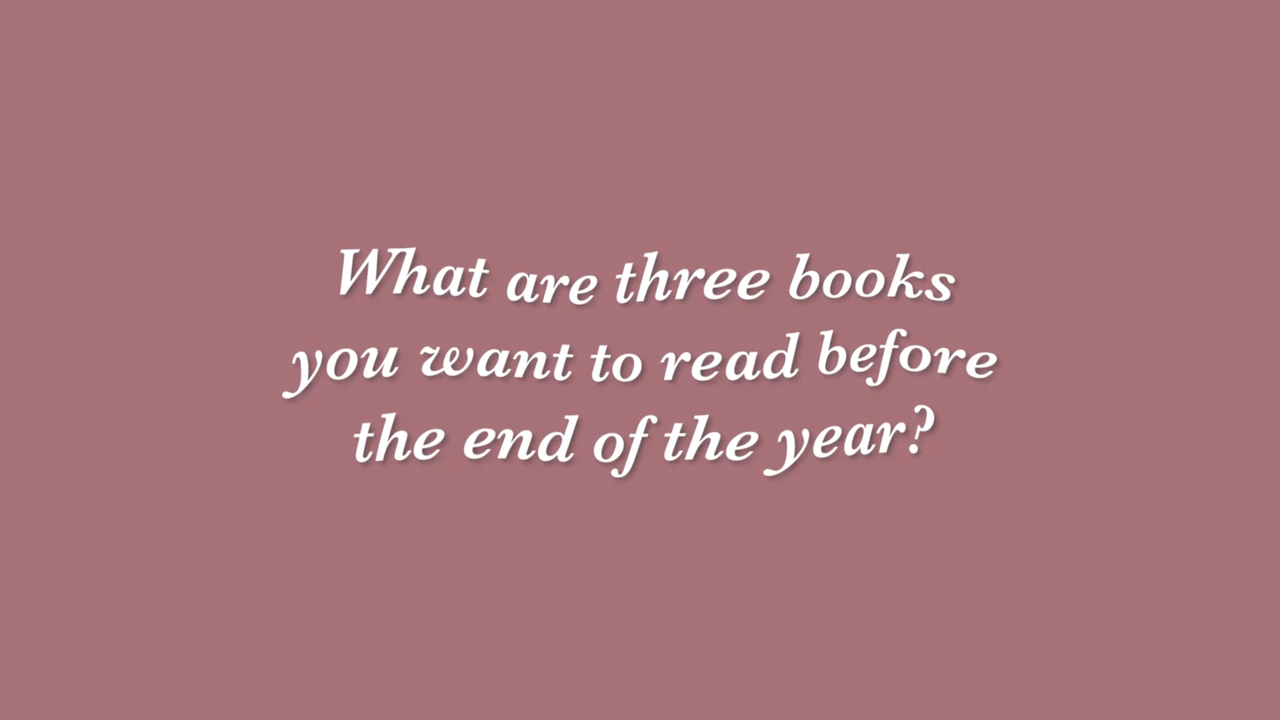 What are three books
you want to read before
the end of the year?